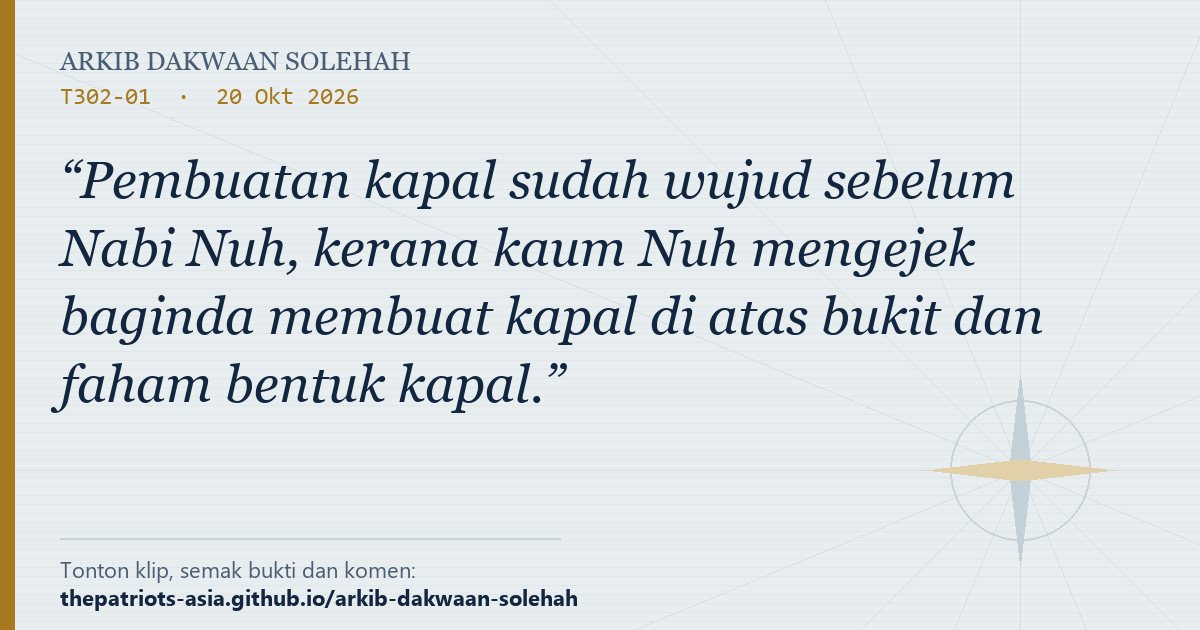 ARKIB DAKWAAN SOLEHAH
T302-01 · 20 Okt 2026
“Pembuatan kapal sudah wujud sebelum
Nabi Nuh, kerana kaum Nuh mengejek
baginda membuat kapal di atas bukit dan
faham bentuk kapal.”
Tonton klip, semak bukti dan komen:
thepatriots-asia.github.io/arkib-dakwaan-solehah